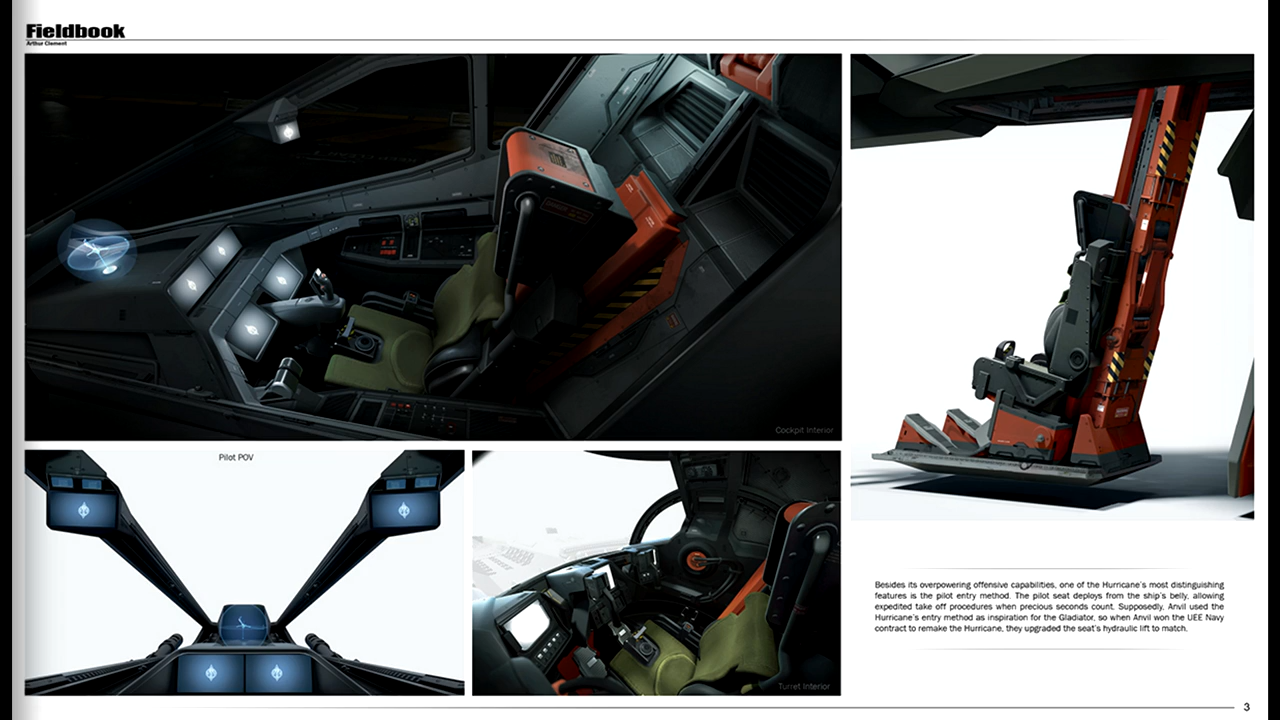 Fieldbook
Arthur Clement
Cockpit Interior
Pilot POV
Turret Interior
Besides its overpowering offensive capabilities, one of the Hurricane's most distinguishing
features is the pilot entry method. The pilot seat deploys from the ship's belly, allowing
expedited take off procedures when precious seconds count. Supposedly, Anvil used the
Hurricane's entry method as inspiration for the Gladiator, so when Anvil won the UEE Navy
contract to remake the Hurricane, they upgraded the seat's hydraulic lift to match.
3